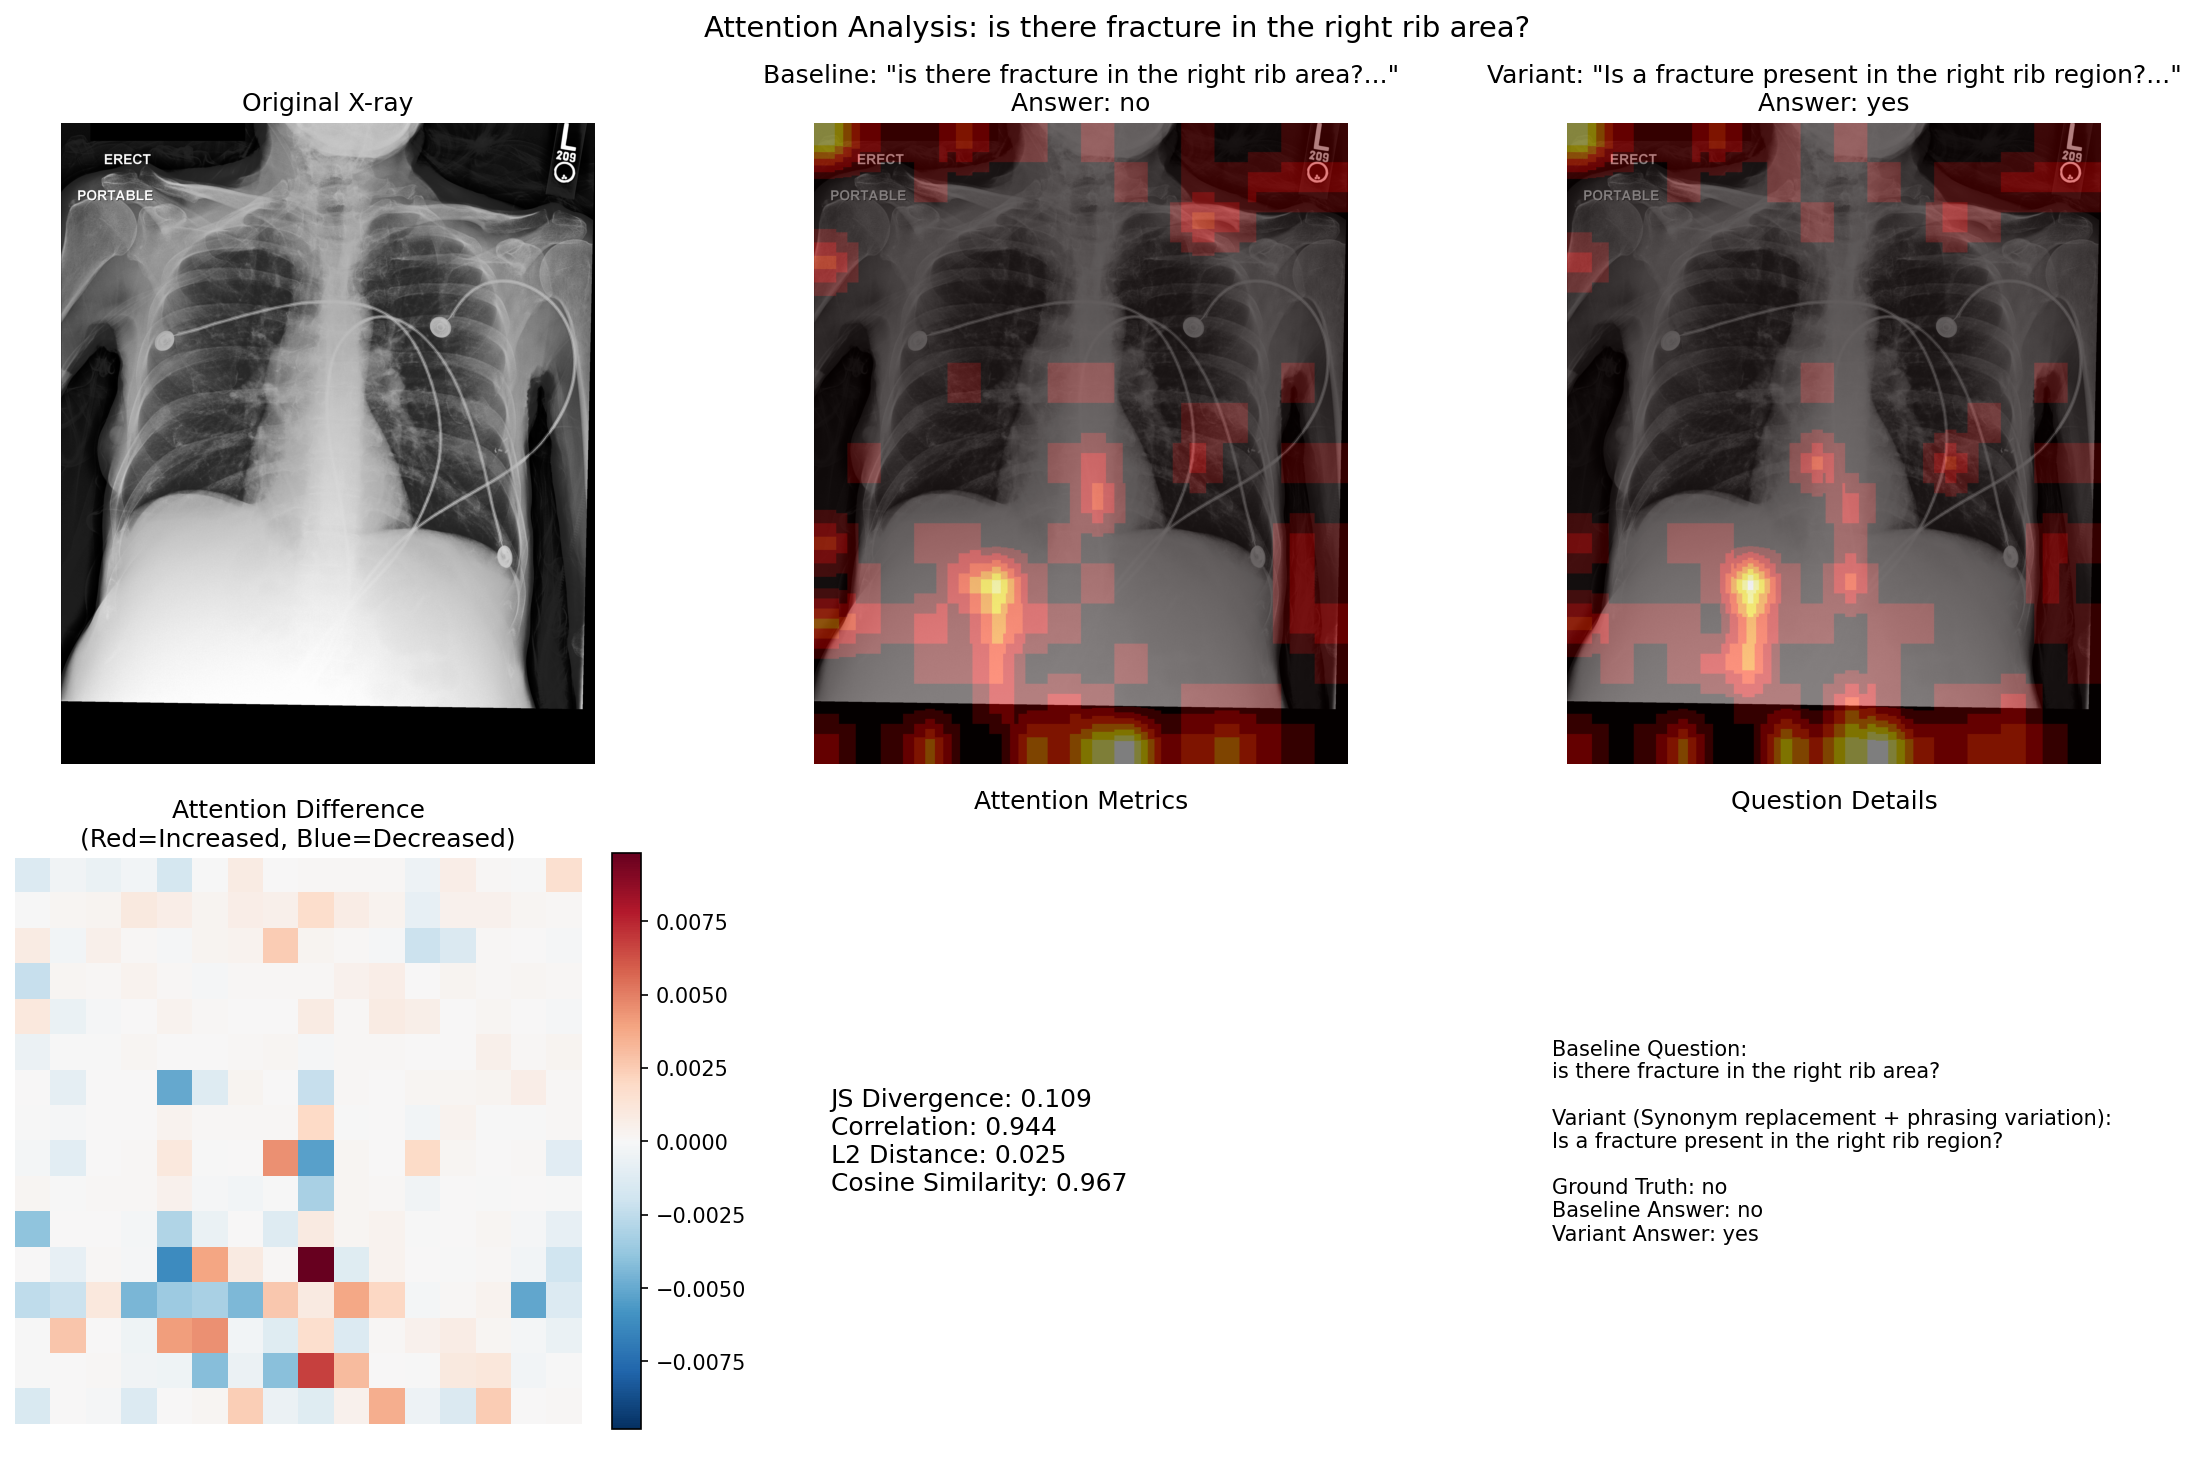 Attention Analysis: is there fracture in the right rib area?
Original X-ray
Baseline: "is there fracture in the right rib area?..."
Answer: no
Variant: "Is a fracture present in the right rib region?..."
Answer: yes
ERECT
PORTABLE
L
209
ERECT
PORTABLE
L
209
ERECT
PORTABLE
L
209
Attention Difference
(Red=Increased, Blue=Decreased)
0.0075
0.0050
0.0025
0.0000
−0.0025
−0.0050
−0.0075
Attention Metrics
JS Divergence: 0.109
Correlation: 0.944
L2 Distance: 0.025
Cosine Similarity: 0.967
Question Details
Baseline Question:
is there fracture in the right rib area?
Variant (Synonym replacement + phrasing variation):
Is a fracture present in the right rib region?
Ground Truth: no
Baseline Answer: no
Variant Answer: yes